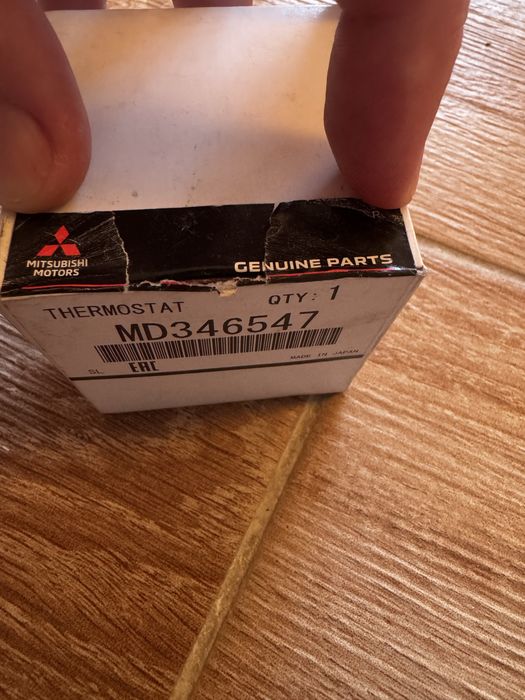 MITSUBISHI
MOTORS
GENUINE PARTS
THERMOSTAT QTY: 1
MD346547
SL EAC MADE IN JAPAN